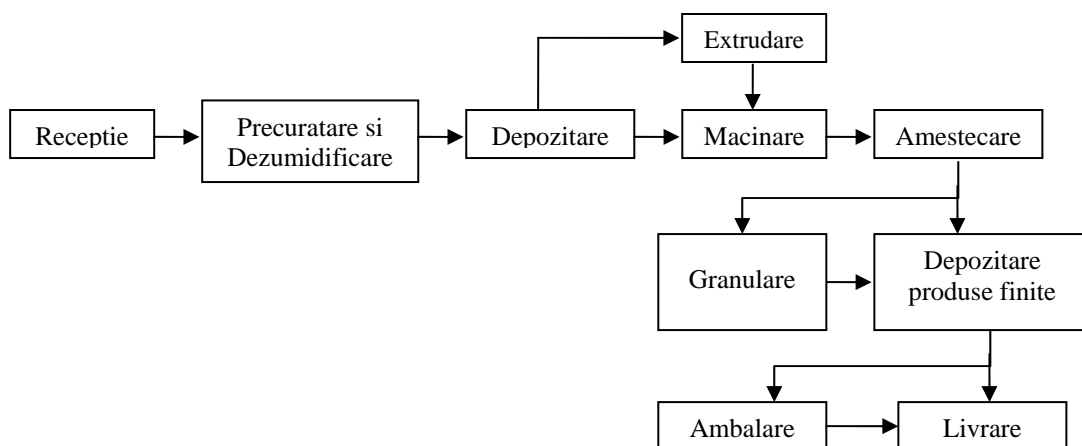 Extrudare
Receptie
Precuratare si
Dezumidificare
Depozitare
Macinare
Amestecare
Granulare
Depozitare
produse finite
Ambalare
Livrare